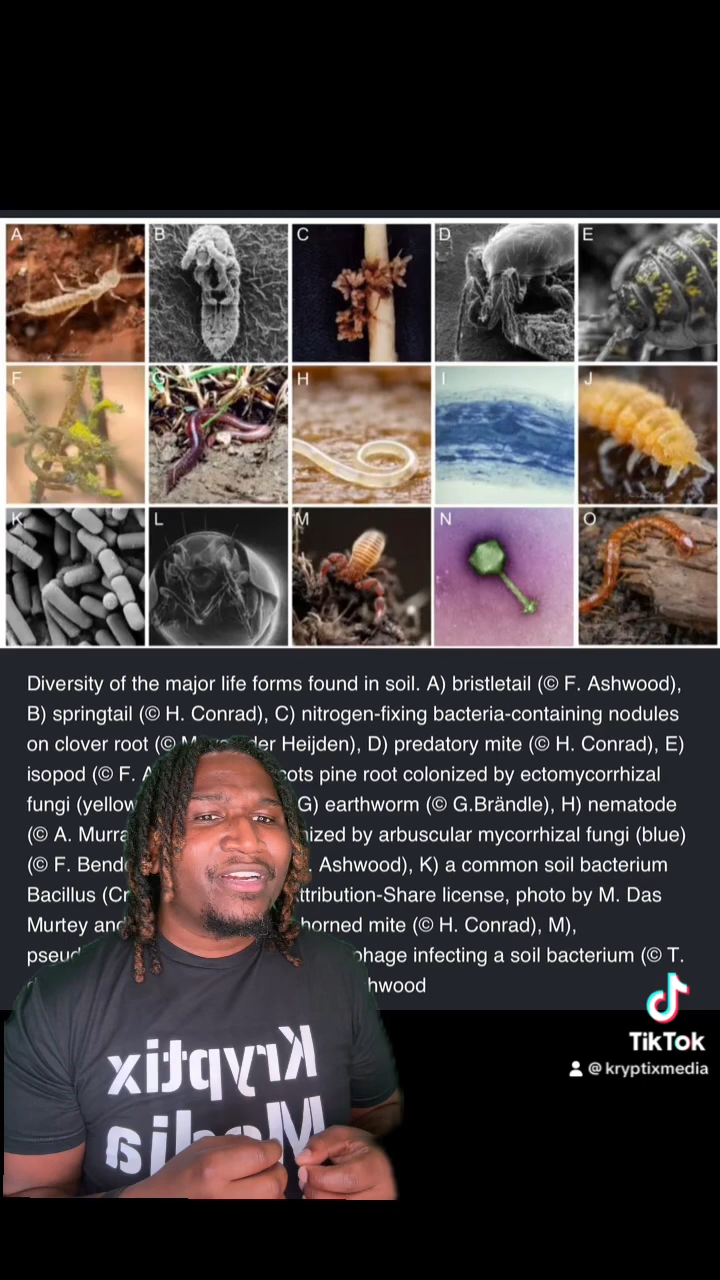 A B C D E
F G H I J
K L M N O
Diversity of the major life forms found in soil. A) bristletail (© F. Ashwood),
B) springtail (© H. Conrad), C) nitrogen-fixing bacteria-containing nodules
on clover root (© M der Heijden), D) predatory mite (© H. Conrad), E)
isopod (© F. A cots pine root colonized by ectomycorrhizal
fungi (yellow G) earthworm (© G.Brändle), H) nematode
(© A. Murra nized by arbuscular mycorrhizal fungi (blue)
(© F. Bend . Ashwood), K) a common soil bacterium
Bacillus (Cr ttribution-Share license, photo by M. Das
Murtey and horned mite (© H. Conrad), M),
pseud phage infecting a soil bacterium (© T.
hwood
Kryptix
Media
TikTok
@kryptixmedia